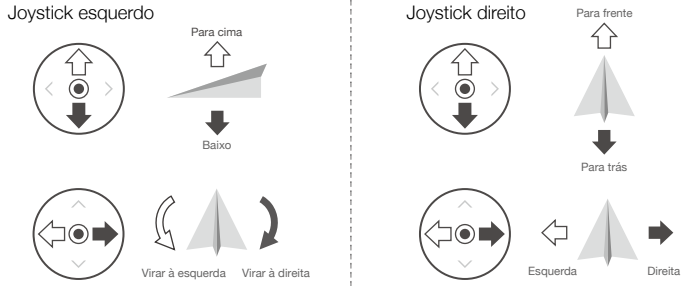 Joystick esquerdo
Para cima
Baixo
Virar à esquerda
Virar à direita
Joystick direito
Para frente
Para trás
Esquerda
Direita